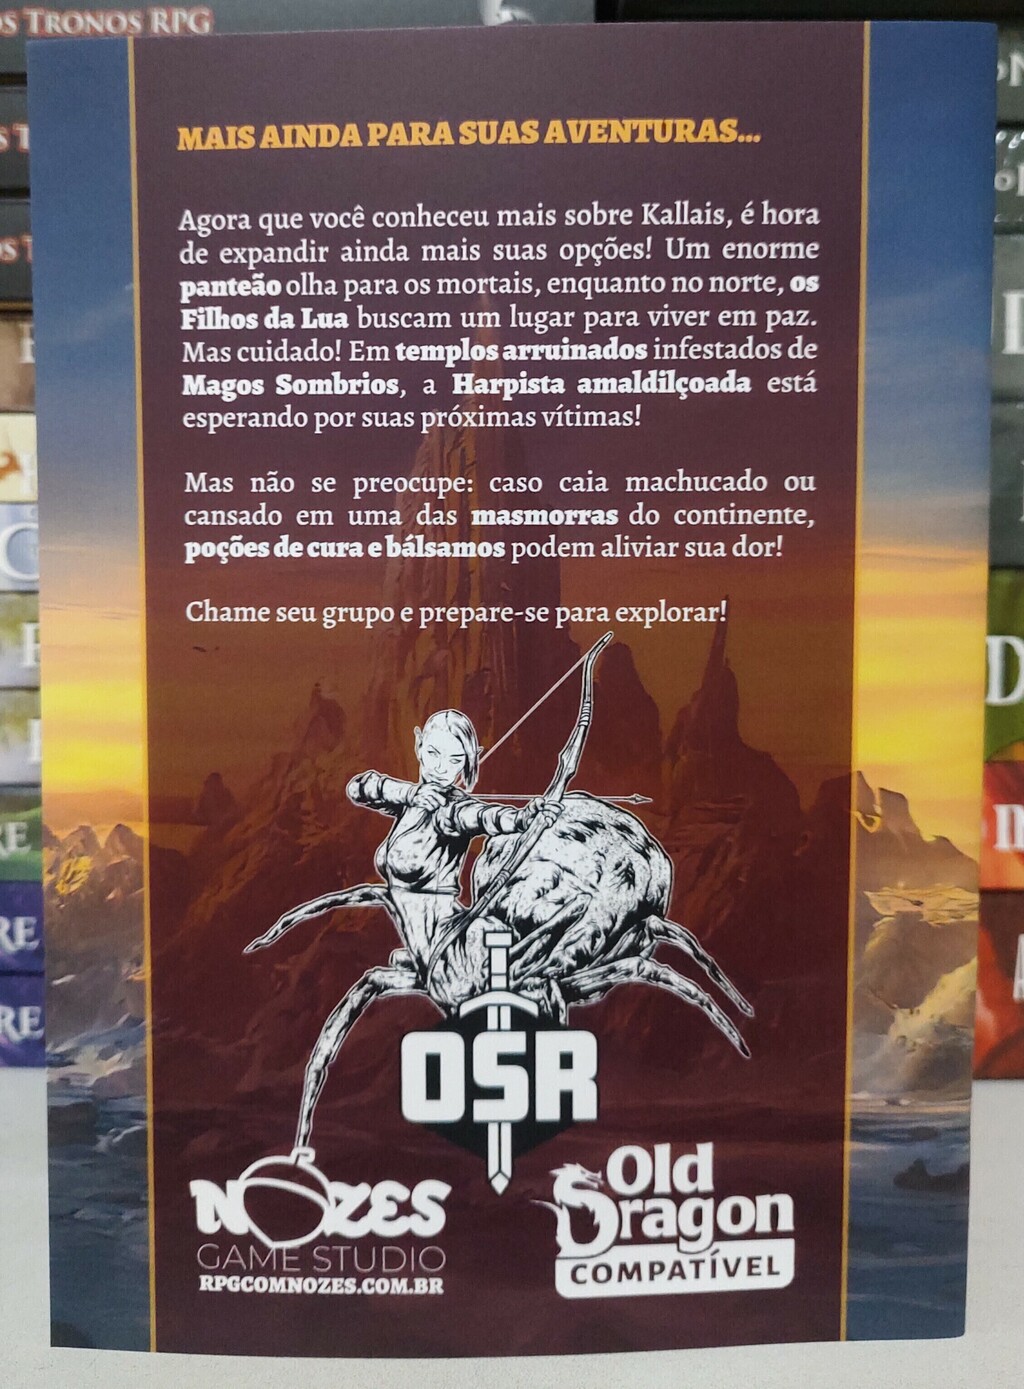 OS TRONOS RPG
MAIS AINDA PARA SUAS AVENTURAS...
Agora que você conheceu mais sobre Kallais, é hora
de expandir ainda mais suas opções! Um enorme
panteão olha para os mortais, enquanto no norte, os
Filhos da Lua buscam um lugar para viver em paz.
Mas cuidado! Em templos arruinados infestados de
Magos Sombrios, a Harpista amaldilçoada está
esperando por suas próximas vítimas!
Mas não se preocupe: caso caia machucado ou
cansado em uma das masmorras do continente,
poções de cura e bálsamos podem aliviar sua dor!
Chame seu grupo e prepare-se para explorar!
OSR
NOZES
GAME STUDIO
RPGCOMNOZES.COM.BR
Old
Dragon
COMPATÍVEL